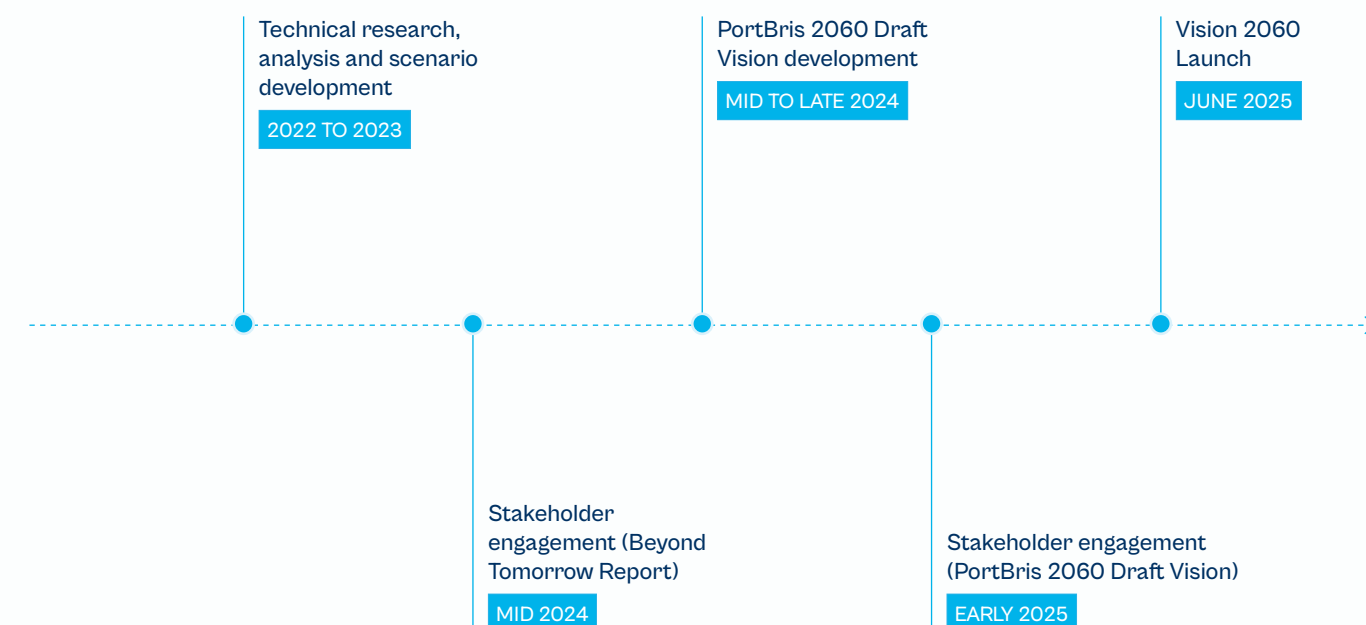 Technical research,
analysis and scenario
development
2022 TO 2023
Stakeholder
engagement (Beyond
Tomorrow Report)
MID 2024
PortBris 2060 Draft
Vision development
MID TO LATE 2024
Stakeholder engagement
(PortBris 2060 Draft Vision)
EARLY 2025
Vision 2060
Launch
JUNE 2025